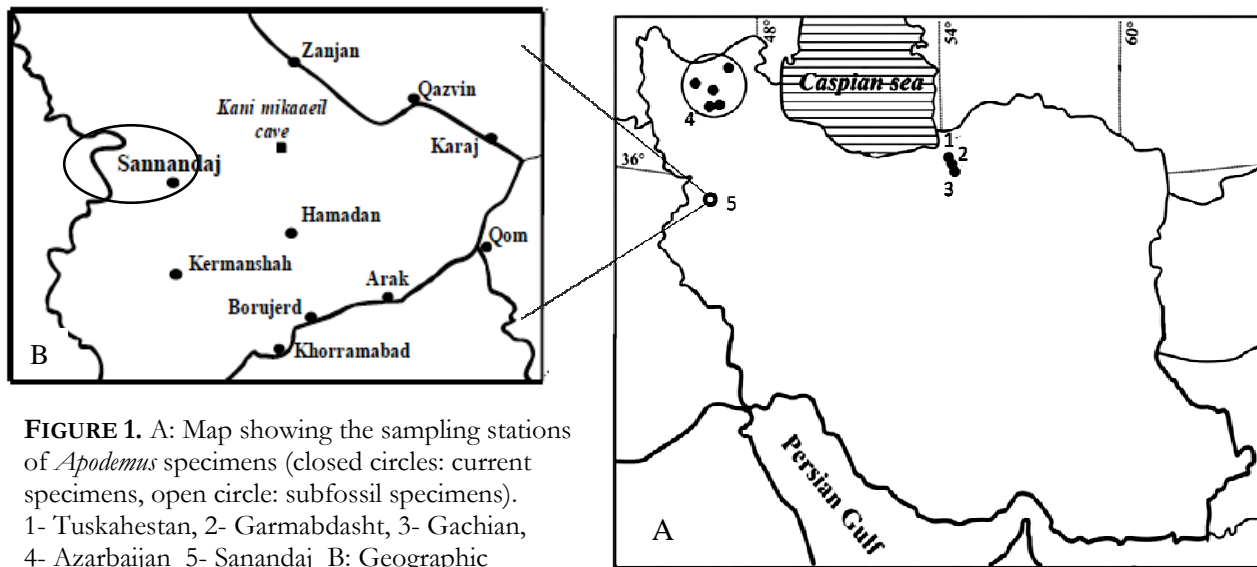 Zanjan
Qazvin
Kani mikaaeil
cave
Karaj
Sannandaj
Hamadan
Qom
Kermanshah
Arak
Borujerd
Khorramabad
B
48°
54°
60°
Caspian sea
4
1
2
3
36°
5
Persian Gulf
A
FIGURE 1. A: Map showing the sampling stations
of Apodemus specimens (closed circles: current
specimens, open circle: subfossil specimens).
1- Tuskahestan, 2- Garmabdasht, 3- Gachian,
4- Azarbaijan 5- Sanandaj B: Geographic